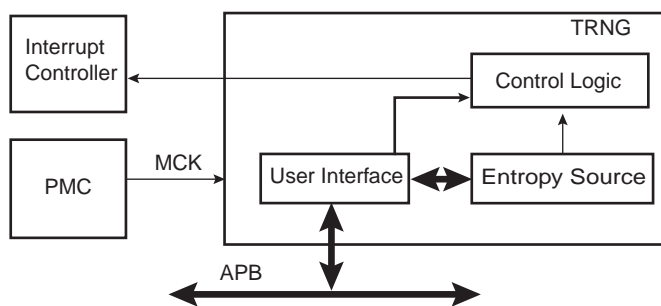 TRNG
Interrupt
Controller
Control Logic
MCK
PMC
User Interface
Entropy Source
APB